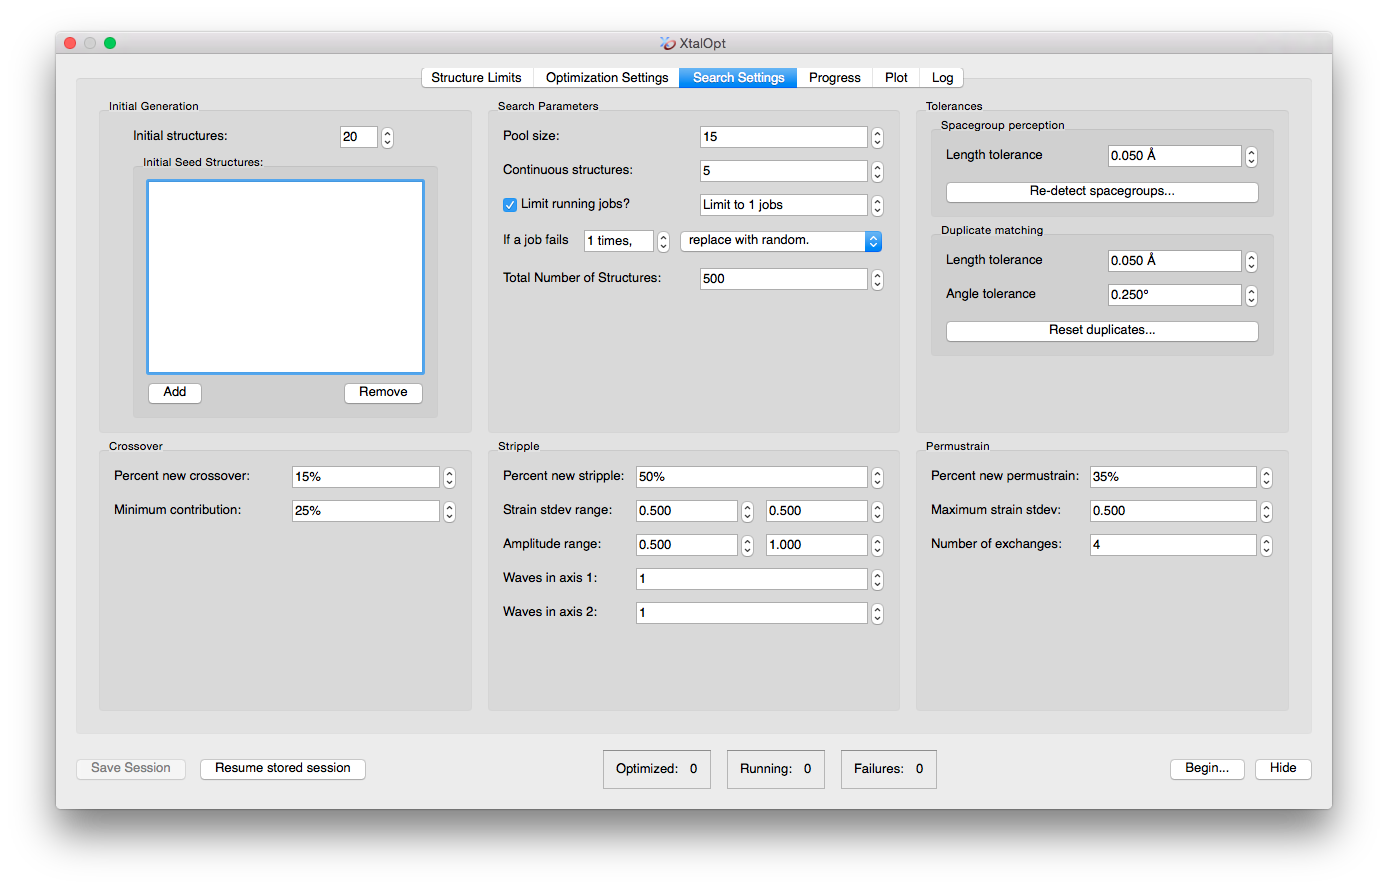 XtalOpt
Structure Limits Optimization Settings Search Settings Progress Plot Log
Initial Generation
Initial structures: 20
Initial Seed Structures:
Add Remove
Search Parameters
Pool size: 15
Continuous structures: 5
Limit running jobs? Limit to 1 jobs
If a job fails 1 times, replace with random.
Total Number of Structures: 500
Tolerances
Spacegroup perception
Length tolerance 0.050 Å
Re-detect spacegroups...
Duplicate matching
Length tolerance 0.050 Å
Angle tolerance 0.250°
Reset duplicates...
Crossover
Percent new crossover: 15%
Minimum contribution: 25%
Stripple
Percent new stripple: 50%
Strain stdev range: 0.500 0.500
Amplitude range: 0.500 1.000
Waves in axis 1: 1
Waves in axis 2: 1
Permustrain
Percent new permustrain: 35%
Maximum strain stdev: 0.500
Number of exchanges: 4
Save Session Resume stored session Optimized: 0 Running: 0 Failures: 0 Begin... Hide